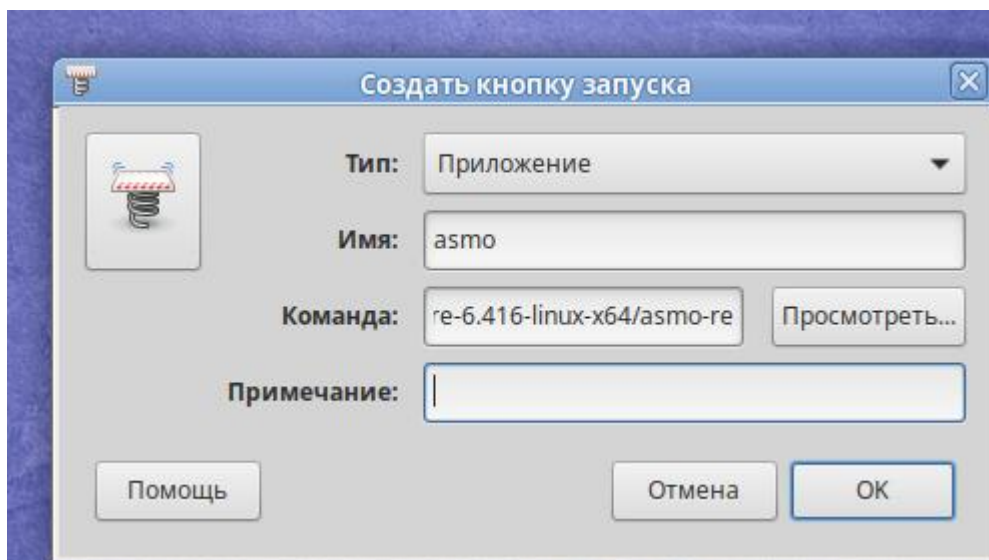 Создать кнопку запуска
Тип: Приложение
Имя: asmo
Команда: re-6.416-linux-x64/asmo-re Просмотреть...
Примечание:
Помощь Отмена OK